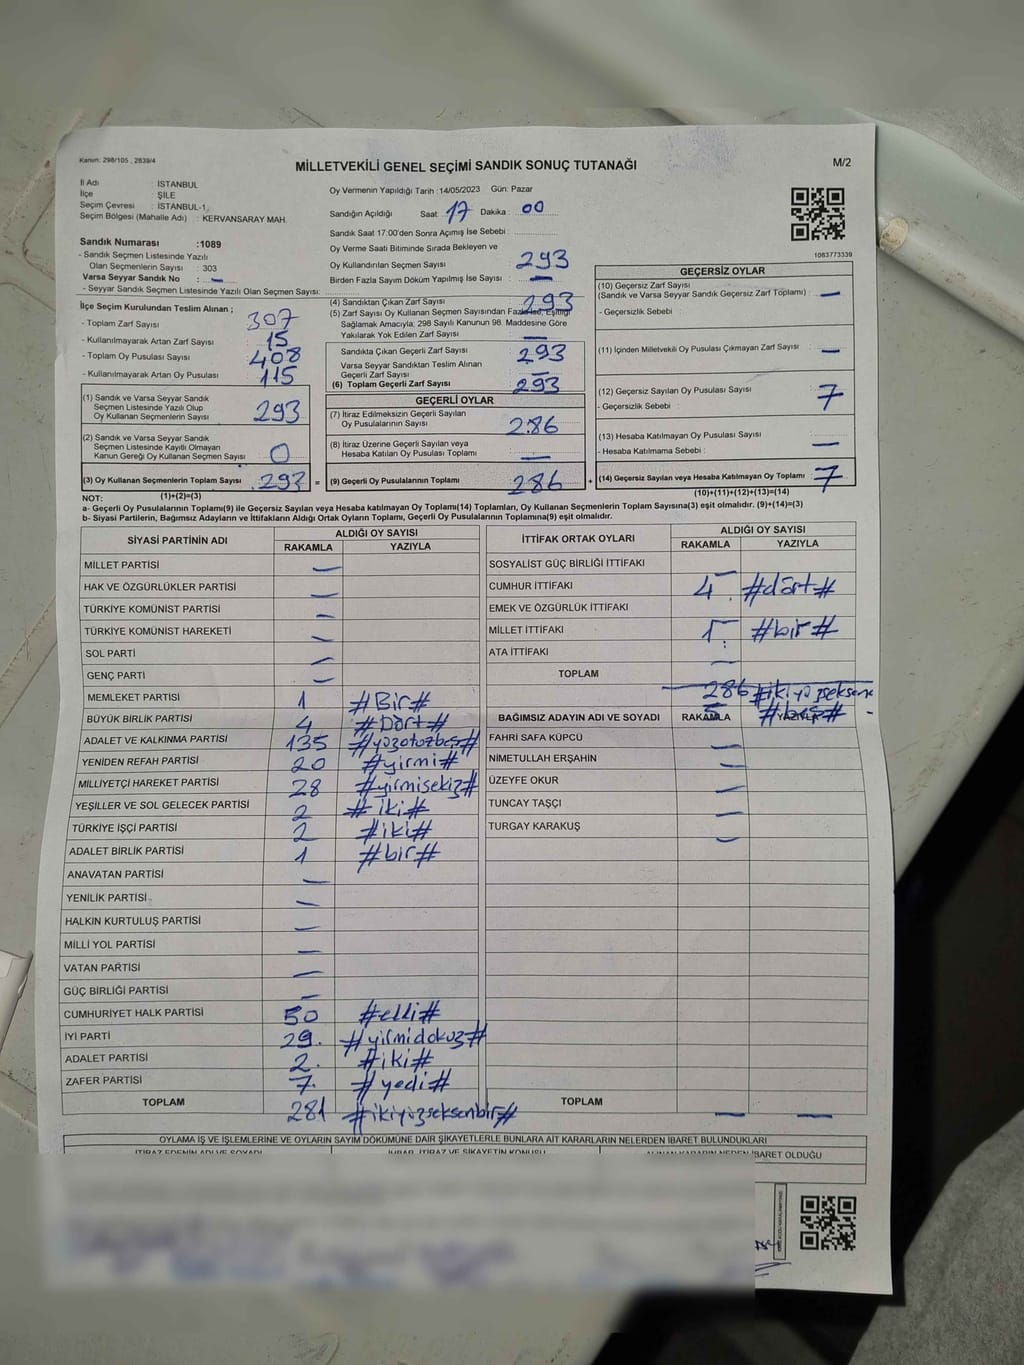 Kanun: 298/105 , 2839/4
MİLLETVEKİLİ GENEL SEÇİMİ SANDIK SONUÇ TUTANAĞI
M/2
İl Adı : İSTANBUL
İlçe : ŞİLE
Seçim Çevresi : İSTANBUL-1
Seçim Bölgesi (Mahalle Adı) : KERVANSARAY MAH.
Sandık Numarası :1089
- Sandık Seçmen Listesinde Yazılı
Olan Seçmenlerin Sayısı : 303
Varsa Seyyar Sandık No : —
- Seyyar Sandık Seçmen Listesinde Yazılı Olan Seçmen Sayısı:
İlçe Seçim Kurulundan Teslim Alınan ;
- Toplam Zarf Sayısı 307
- Kullanılmayarak Artan Zarf Sayısı 15
- Toplam Oy Pusulası Sayısı 408
- Kullanılmayarak Artan Oy Pusulası 115
(1) Sandık ve Varsa Seyyar Sandık
Seçmen Listesinde Yazılı Olup
Oy Kullanan Seçmenlerin Sayısı 293
(2) Sandık ve Varsa Seyyar Sandık
Seçmen Listesinde Kayıtlı Olmayan
Kanun Gereği Oy Kullanan Seçmen Sayısı 0
(3) Oy Kullanan Seçmenlerin Toplam Sayısı 293 =
Oy Vermenin Yapıldığı Tarih :14/05/2023 Gün: Pazar
Sandığın Açıldığı Saat: 17 Dakika : 00
Sandık Saat 17:00'den Sonra Açımış İse Sebebi :
Oy Verme Saati Bitiminde Sırada Bekleyen ve
Oy Kullandırılan Seçmen Sayısı 293
Birden Fazla Sayım Döküm Yapılmış İse Sayısı : —
(4) Sandıktan Çıkan Zarf Sayısı 293
(5) Zarf Sayısı Oy Kullanan Seçmen Sayısından Fazla İse, Eşitliği
Sağlamak Amacıyla; 298 Sayılı Kanunun 98. Maddesine Göre
Yakılarak Yok Edilen Zarf Sayısı —
Sandıkta Çıkan Geçerli Zarf Sayısı 293
Varsa Seyyar Sandıktan Teslim Alınan
Geçerli Zarf Sayısı —
(6) Toplam Geçerli Zarf Sayısı 293
GEÇERLİ OYLAR
(7) İtiraz Edilmeksizin Geçerli Sayılan
Oy Pusulalarının Sayısı 286
(8) İtiraz Üzerine Geçerli Sayılan veya
Hesaba Katılan Oy Pusulası Toplamı —
(9) Geçerli Oy Pusulalarının Toplamı 286 +
1083773339
GEÇERSİZ OYLAR
(10) Geçersiz Zarf Sayısı
(Sandık ve Varsa Seyyar Sandık Geçersiz Zarf Toplamı) : —
- Geçersizlik Sebebi :
(11) İçinden Milletvekili Oy Pusulası Çıkmayan Zarf Sayısı —
(12) Geçersiz Sayılan Oy Pusulası Sayısı 7
- Geçersizlik Sebebi :
(13) Hesaba Katılmayan Oy Pusulası Sayısı —
- Hesaba Katılmama Sebebi :
(14) Geçersiz Sayılan veya Hesaba Katılmayan Oy Toplamı 7
NOT: (1)+(2)=(3) (10)+(11)+(12)+(13)=(14)
a- Geçerli Oy Pusulalarının Toplamı(9) ile Geçersiz Sayılan veya Hesaba Katılmayan Oy Toplamı(14) Toplamları, Oy Kullanan Seçmenlerin Toplam Sayısına(3) eşit olmalıdır. (9)+(14)=(3)
b- Siyasi Partilerin, Bağımsız Adayların ve İttifakların Aldığı Ortak Oyların Toplamı, Geçerli Oy Pusulalarının Toplamına(9) eşit olmalıdır.
SİYASİ PARTİNİN ADI ALDIĞI OY SAYISI
RAKAMLA YAZIYLA
MİLLET PARTİSİ —
HAK VE ÖZGÜRLÜKLER PARTİSİ —
TÜRKİYE KOMÜNİST PARTİSİ —
TÜRKİYE KOMÜNİST HAREKETİ —
SOL PARTİ —
GENÇ PARTİ —
MEMLEKET PARTİSİ 1 #Bir#
BÜYÜK BİRLİK PARTİSİ 4 #Dört#
ADALET VE KALKINMA PARTİSİ 135 #yüzotuzbeş#
YENİDEN REFAH PARTİSİ 20 #yirmi#
MİLLİYETÇİ HAREKET PARTİSİ 28 #yirmisekiz#
YEŞİLLER VE SOL GELECEK PARTİSİ 2 #iki#
TÜRKİYE İŞÇİ PARTİSİ 2 #iki#
ADALET BİRLİK PARTİSİ 1 #bir#
ANAVATAN PARTİSİ —
YENİLİK PARTİSİ —
HALKIN KURTULUŞ PARTİSİ —
MİLLİ YOL PARTİSİ —
VATAN PARTİSİ —
GÜÇ BİRLİĞİ PARTİSİ —
CUMHURİYET HALK PARTİSİ 50 #elli#
İYİ PARTİ 29. #yirmidokuz#
ADALET PARTİSİ 2. #iki#
ZAFER PARTİSİ 7. #yedi#
TOPLAM 281 #ikiyüzseksenbir#
İTTİFAK ORTAK OYLARI ALDIĞI OY SAYISI
RAKAMLA YAZIYLA
SOSYALİST GÜÇ BİRLİĞİ İTTİFAKI —
CUMHUR İTTİFAKI 4. #dört#
EMEK VE ÖZGÜRLÜK İTTİFAKI —
MİLLET İTTİFAKI 1. #bir#
ATA İTTİFAKI —
TOPLAM 286 #ikiyüzseksen
5 #beş#
BAĞIMSIZ ADAYIN ADI VE SOYADI RAKAMLA YAZIYLA
FAHRİ SAFA KÜPCÜ —
NİMETULLAH ERŞAHİN —
ÜZEYFE OKUR —
TUNCAY TAŞÇI —
TURGAY KARAKUŞ —
TOPLAM — —
OYLAMA İŞ VE İŞLEMLERİNE VE OYLARIN SAYIM DÖKÜMÜNE DAİR ŞİKAYETLERLE BUNLARA AİT KARARLARIN NELERDEN İBARET BULUNDUKLARI
İTİRAZ EDENİN ADI VE SOYADI İHBAR, İTİRAZ VE ŞİKAYETİN KONUSU ALINAN KARARIN NEDEN İBARET OLDUĞU